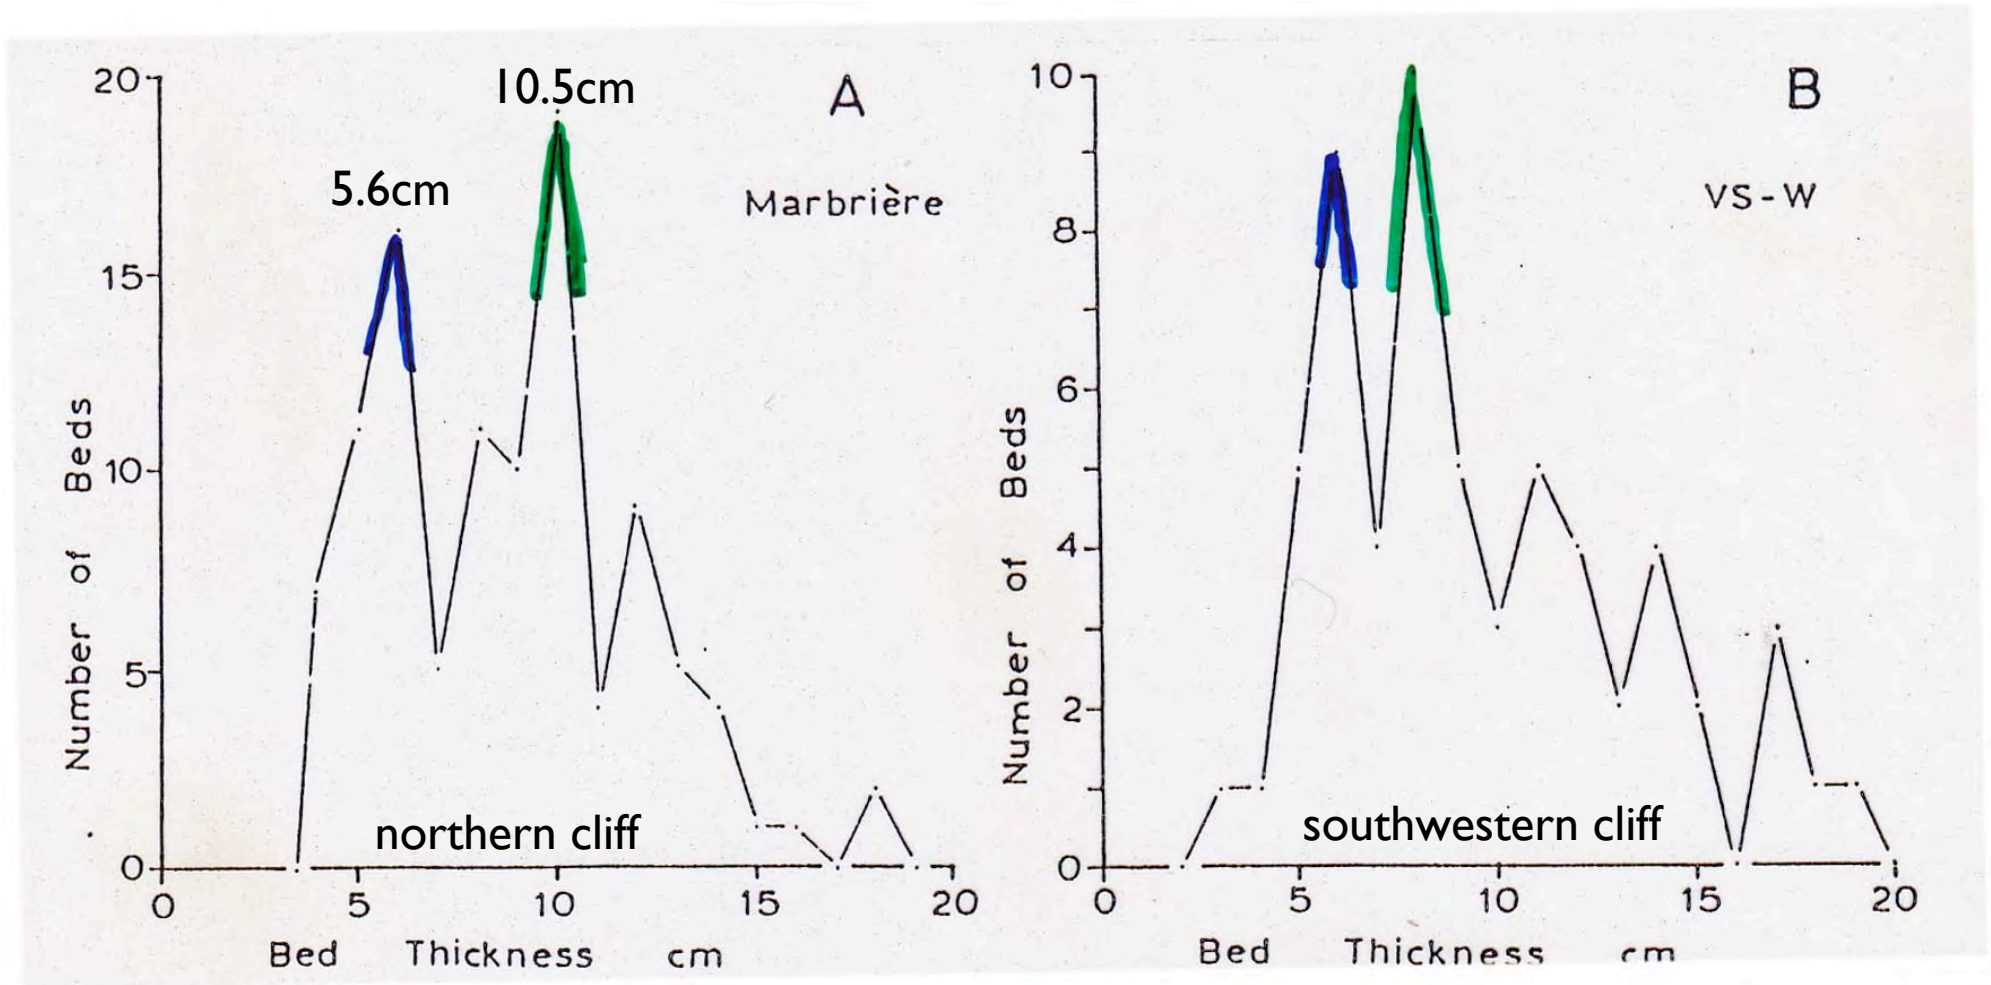 20
10.5cm
A
5.6cm
Marbrière
15
10
5
0
Number of Beds
northern cliff
0 5 10 15 20
Bed Thickness cm
10
B
VS-W
8
6
4
2
0
Number of Beds
southwestern cliff
0 5 10 15 20
Bed Thickness cm